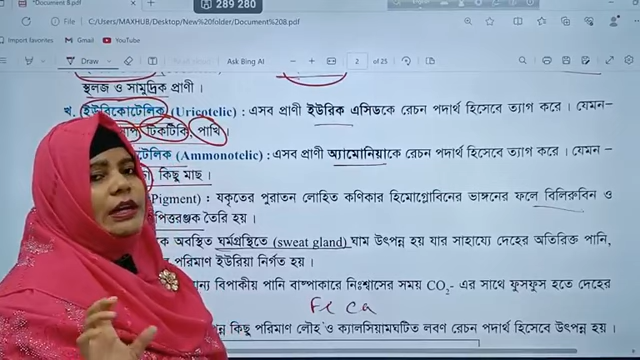 Document 8.pdf
289 280
File C:/Users/MAXHUB/Desktop/New%20folder/Document%208.pdf
Import favourites Gmail YouTube
Draw Ask Bing AI 2 of 25
স্থলজ ও সামুদ্রিক প্রাণী ।
খ. ইউরিকোটেলিক (Uricotelic) : এসব প্রাণী ইউরিক এসিডকে রেচন পদার্থ হিসেবে ত্যাগ করে । যেমন-
টিকটিকি, পাখি ।
(Ammonotelic) : এসব প্রাণী অ্যামোনিয়াকে রেচন পদার্থ হিসেবে ত্যাগ করে । যেমন –
কিছু মাছ ।
Pigment) : যকৃতের পুরাতন লোহিত কণিকার হিমোগ্লোবিনের ভাঙ্গনের ফলে বিলিরুবিন ও
পিত্তরঞ্জক তৈরি হয় ।
অবস্থিত ঘর্মগ্রন্থিতে (sweat gland) ঘাম উৎপন্ন হয় যার সাহায্যে দেহের অতিরিক্ত পানি,
পরিমাণ ইউরিয়া নির্গত হয় ।
বিপাকীয় পানি বাষ্পাকারে নিঃশ্বাসের সময় CO2- এর সাথে ফুসফুস হতে দেহের
Fe Ca
কিছু পরিমাণ লৌহ ও ক্যালসিয়ামঘটিত লবণ রেচন পদার্থ হিসেবে উৎপন্ন হয় ।